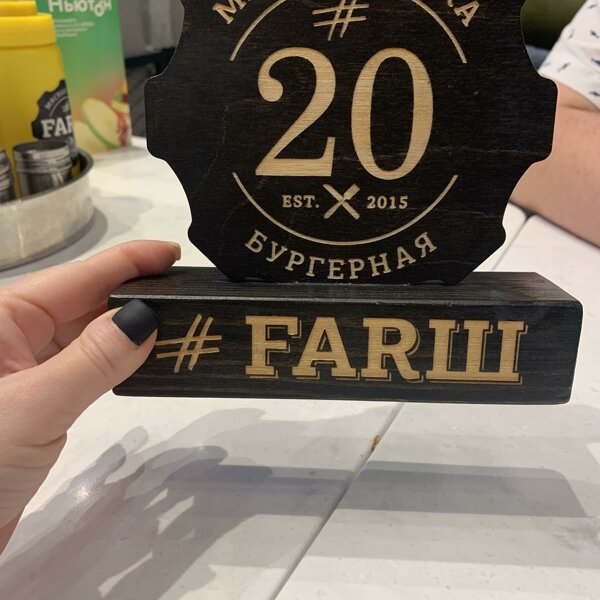 Ньютон
#
20
EST. 2015
БУРГЕРНАЯ
# FARШ